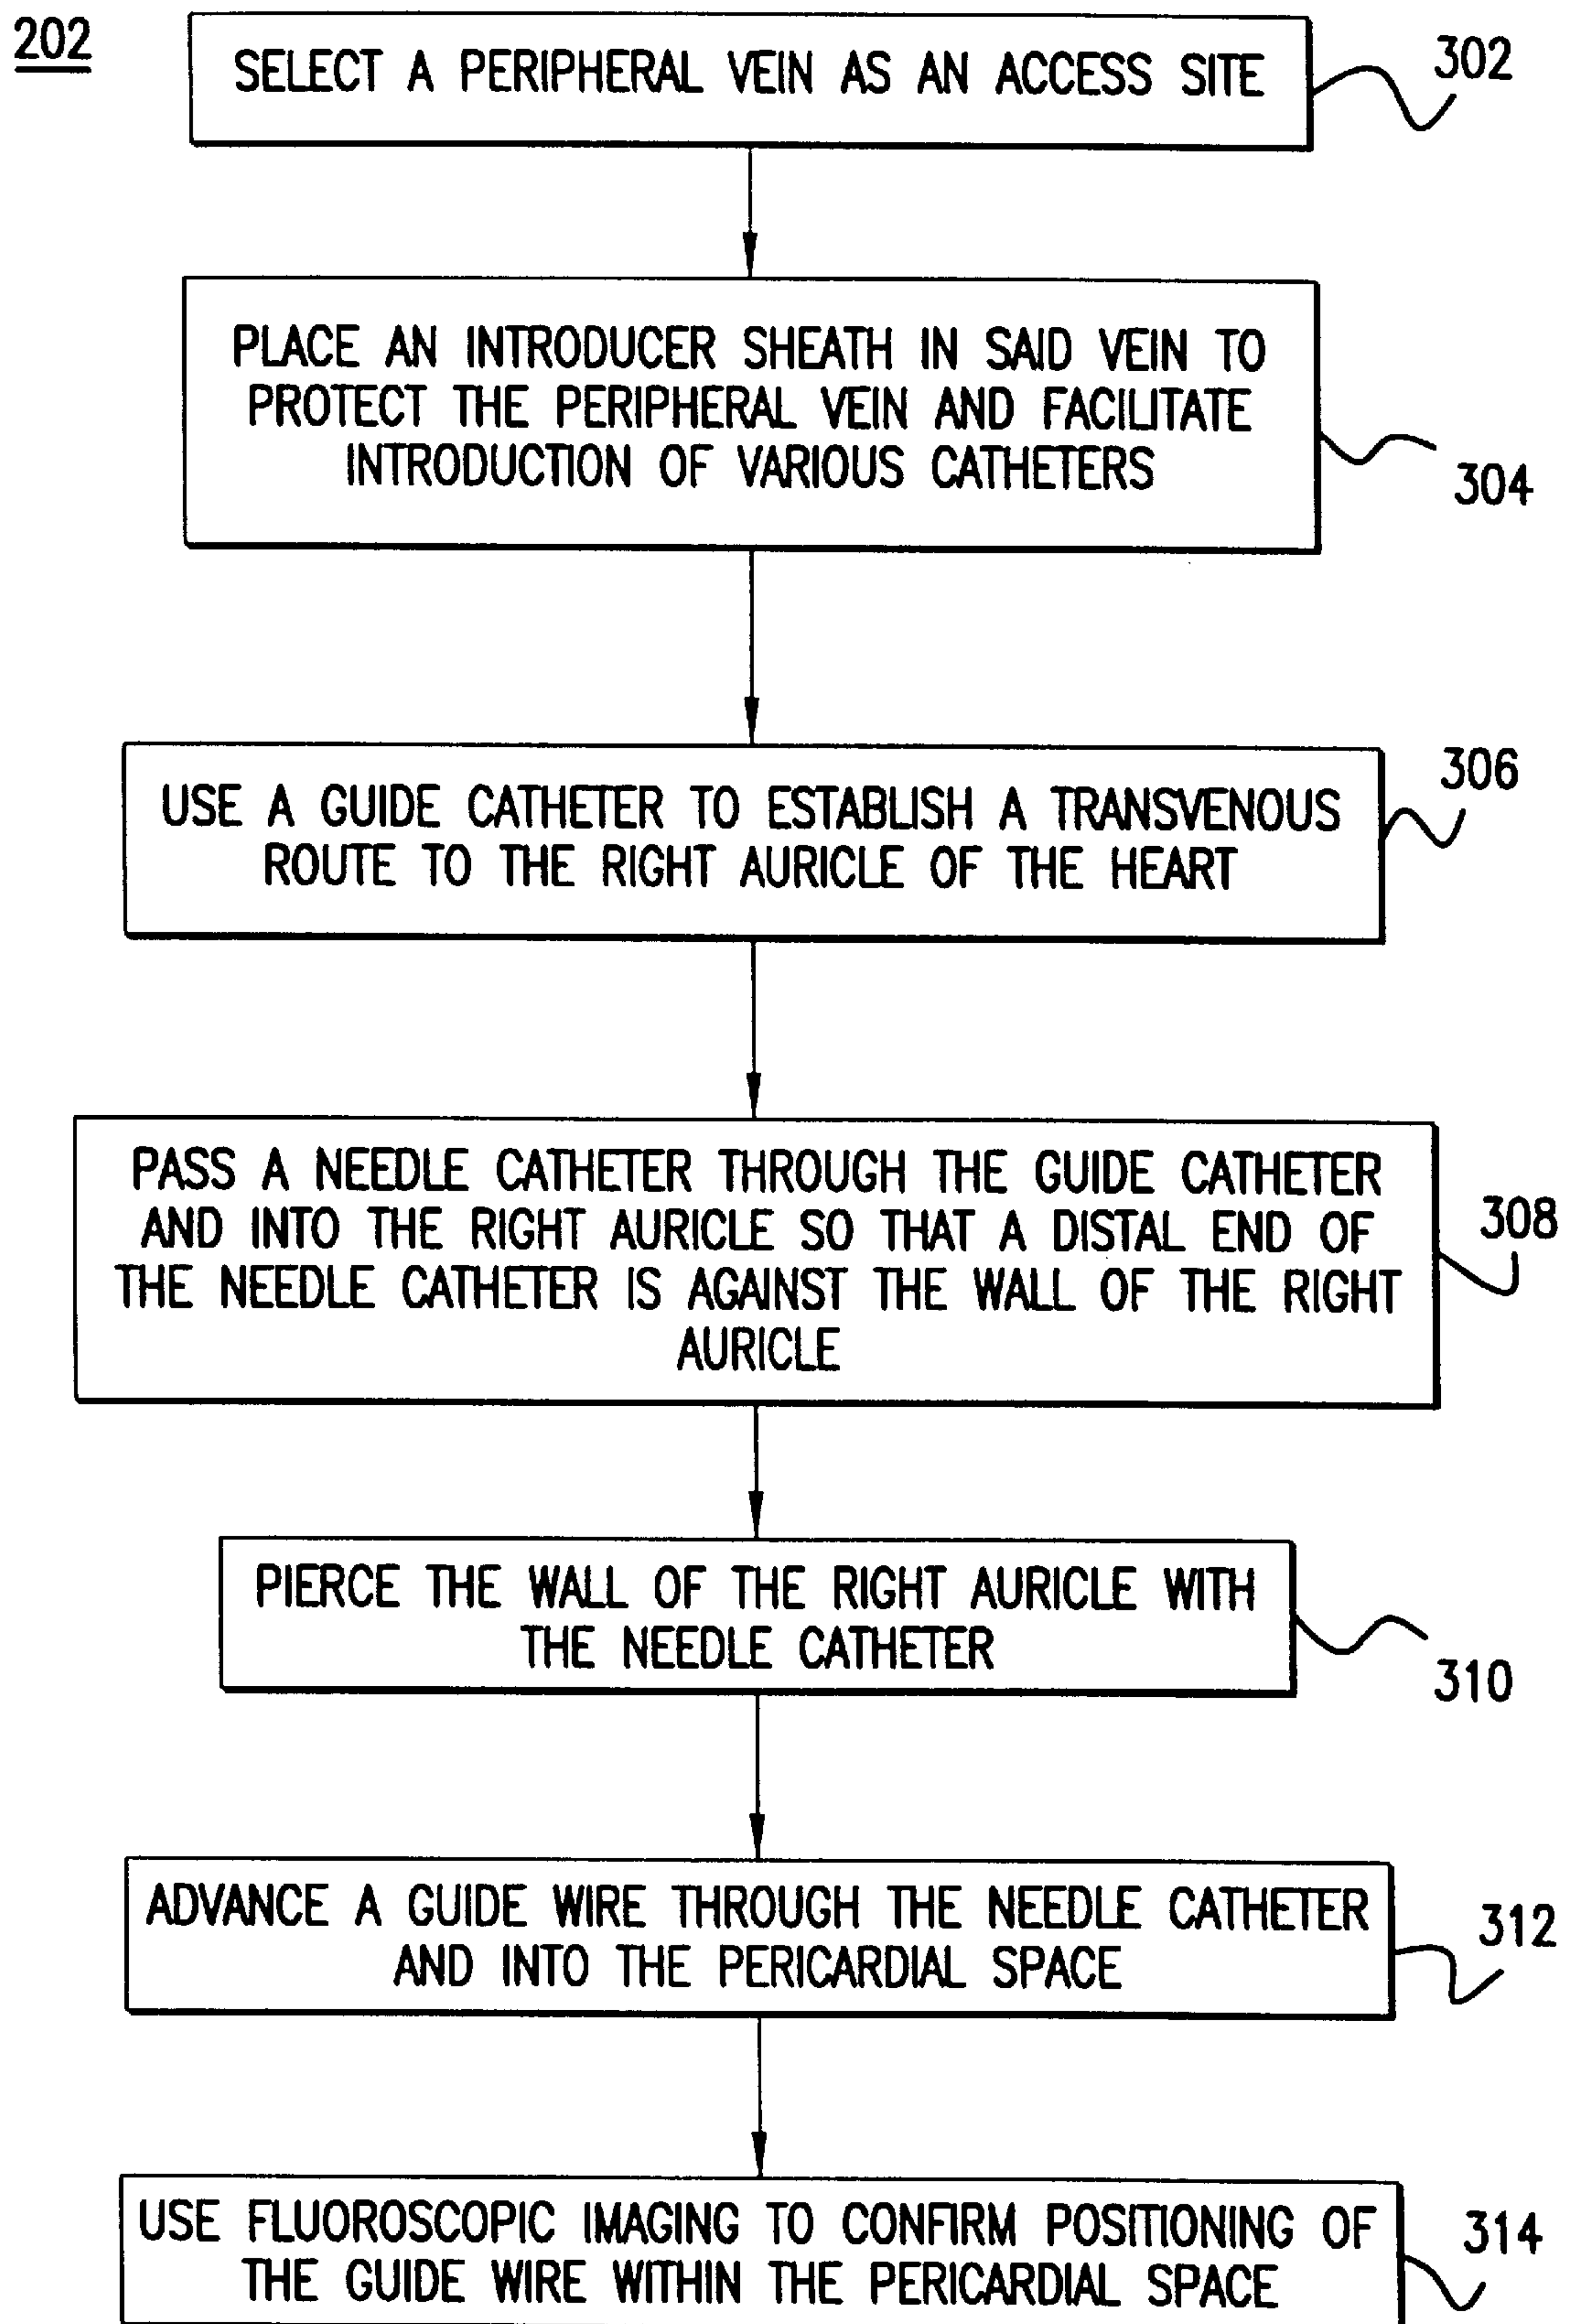 202
SELECT A PERIPHERAL VEIN AS AN ACCESS SITE
302
PLACE AN INTRODUCER SHEATH IN SAID VEIN TO
PROTECT THE PERIPHERAL VEIN AND FACILITATE
INTRODUCTION OF VARIOUS CATHETERS
304
USE A GUIDE CATHETER TO ESTABLISH A TRANSVENOUS
ROUTE TO THE RIGHT AURICLE OF THE HEART
306
PASS A NEEDLE CATHETER THROUGH THE GUIDE CATHETER
AND INTO THE RIGHT AURICLE SO THAT A DISTAL END OF
THE NEEDLE CATHETER IS AGAINST THE WALL OF THE RIGHT
AURICLE
308
PIERCE THE WALL OF THE RIGHT AURICLE WITH
THE NEEDLE CATHETER
310
ADVANCE A GUIDE WIRE THROUGH THE NEEDLE CATHETER
AND INTO THE PERICARDIAL SPACE
312
USE FLUOROSCOPIC IMAGING TO CONFIRM POSITIONING OF
THE GUIDE WIRE WITHIN THE PERICARDIAL SPACE
314